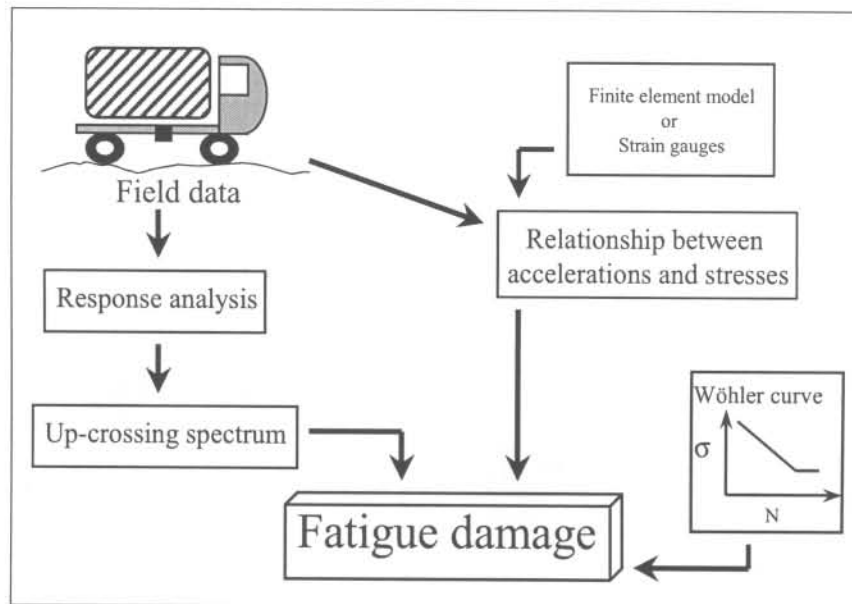 Field data
Response analysis
Up-crossing spectrum
Finite element model
or
Strain gauges
Relationship between
accelerations and stresses
Wöhler curve
σ
N
Fatigue damage